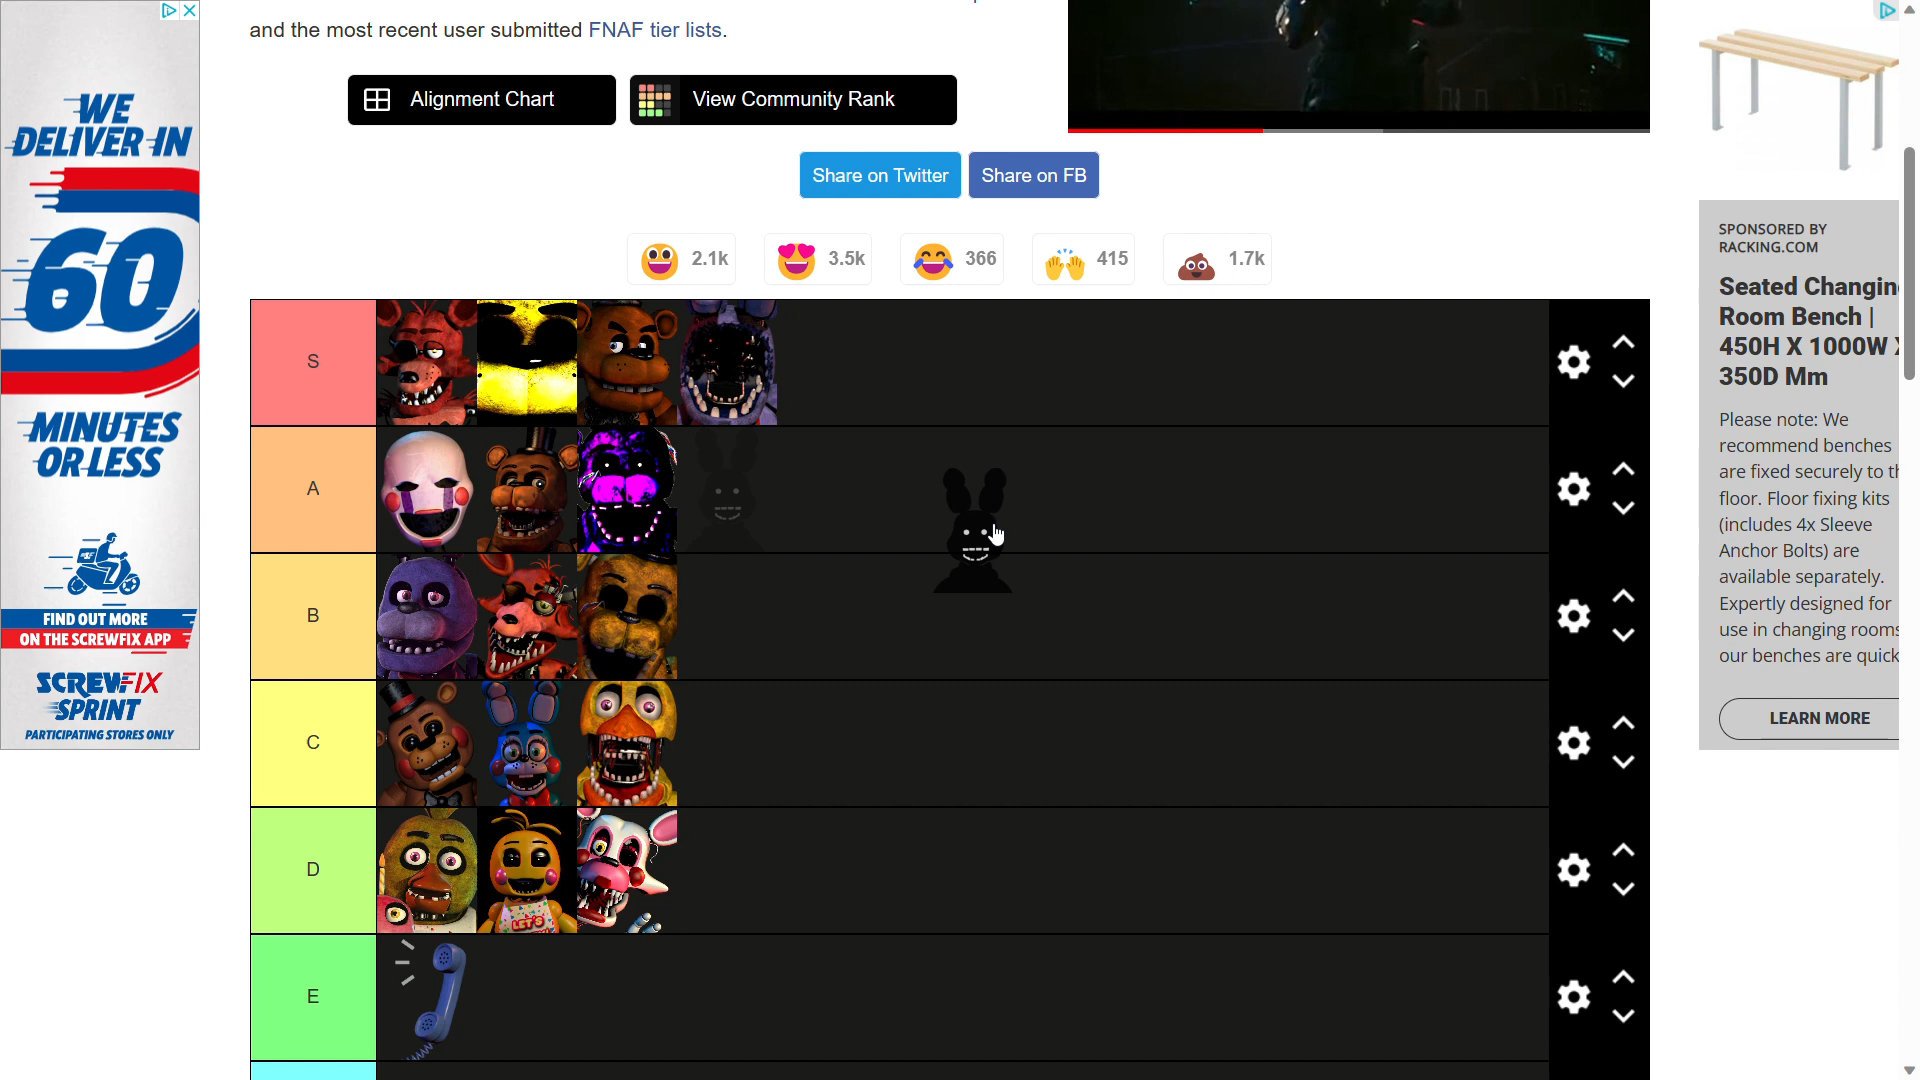 WE
DELIVER IN
60
MINUTES
OR LESS
FIND OUT MORE
ON THE SCREWFIX APP
SCREWFIX
SPRINT
PARTICIPATING STORES ONLY
and the most recent user submitted FNAF tier lists.
Alignment Chart
View Community Rank
Share on Twitter
Share on FB
2.1k
3.5k
366
415
1.7k
S
A
B
C
D
LET'S
E
SPONSORED BY
RACKING.COM
Seated Changin
Room Bench |
450H X 1000W X
350D Mm
Please note: We
recommend benches
are fixed securely to th
floor. Floor fixing kits
(includes 4x Sleeve
Anchor Bolts) are
available separately.
Expertly designed for
use in changing rooms
our benches are quick
LEARN MORE